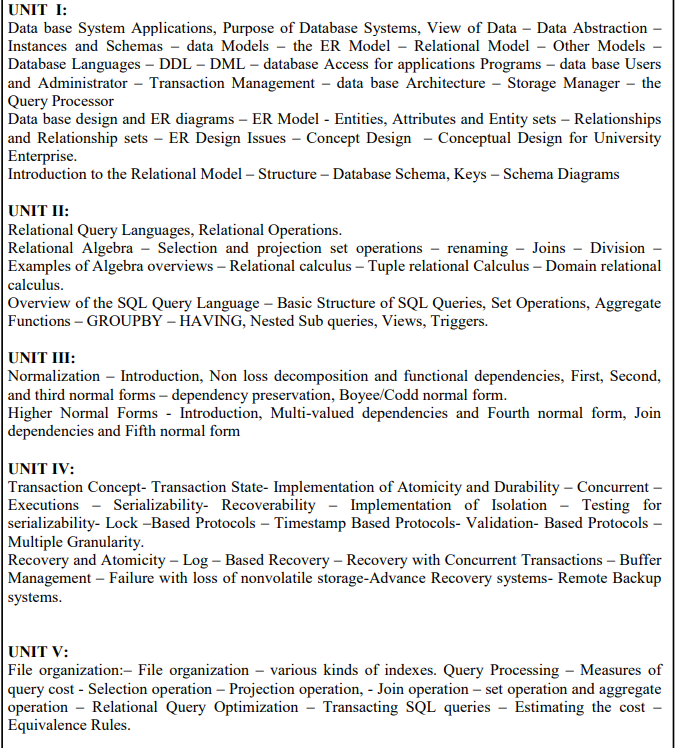 UNIT I:
Data base System Applications, Purpose of Database Systems, View of Data – Data Abstraction –
Instances and Schemas – data Models – the ER Model – Relational Model – Other Models –
Database Languages – DDL – DML – database Access for applications Programs – data base Users
and Administrator – Transaction Management – data base Architecture – Storage Manager – the
Query Processor
Data base design and ER diagrams – ER Model - Entities, Attributes and Entity sets – Relationships
and Relationship sets – ER Design Issues – Concept Design – Conceptual Design for University
Enterprise.
Introduction to the Relational Model – Structure – Database Schema, Keys – Schema Diagrams
UNIT II:
Relational Query Languages, Relational Operations.
Relational Algebra – Selection and projection set operations – renaming – Joins – Division –
Examples of Algebra overviews – Relational calculus – Tuple relational Calculus – Domain relational
calculus.
Overview of the SQL Query Language – Basic Structure of SQL Queries, Set Operations, Aggregate
Functions – GROUPBY – HAVING, Nested Sub queries, Views, Triggers.
UNIT III:
Normalization – Introduction, Non loss decomposition and functional dependencies, First, Second,
and third normal forms – dependency preservation, Boyee/Codd normal form.
Higher Normal Forms - Introduction, Multi-valued dependencies and Fourth normal form, Join
dependencies and Fifth normal form
UNIT IV:
Transaction Concept- Transaction State- Implementation of Atomicity and Durability – Concurrent –
Executions – Serializability- Recoverability – Implementation of Isolation – Testing for
serializability- Lock –Based Protocols – Timestamp Based Protocols- Validation- Based Protocols –
Multiple Granularity.
Recovery and Atomicity – Log – Based Recovery – Recovery with Concurrent Transactions – Buffer
Management – Failure with loss of nonvolatile storage-Advance Recovery systems- Remote Backup
systems.
UNIT V:
File organization:– File organization – various kinds of indexes. Query Processing – Measures of
query cost - Selection operation – Projection operation, - Join operation – set operation and aggregate
operation – Relational Query Optimization – Transacting SQL queries – Estimating the cost –
Equivalence Rules.